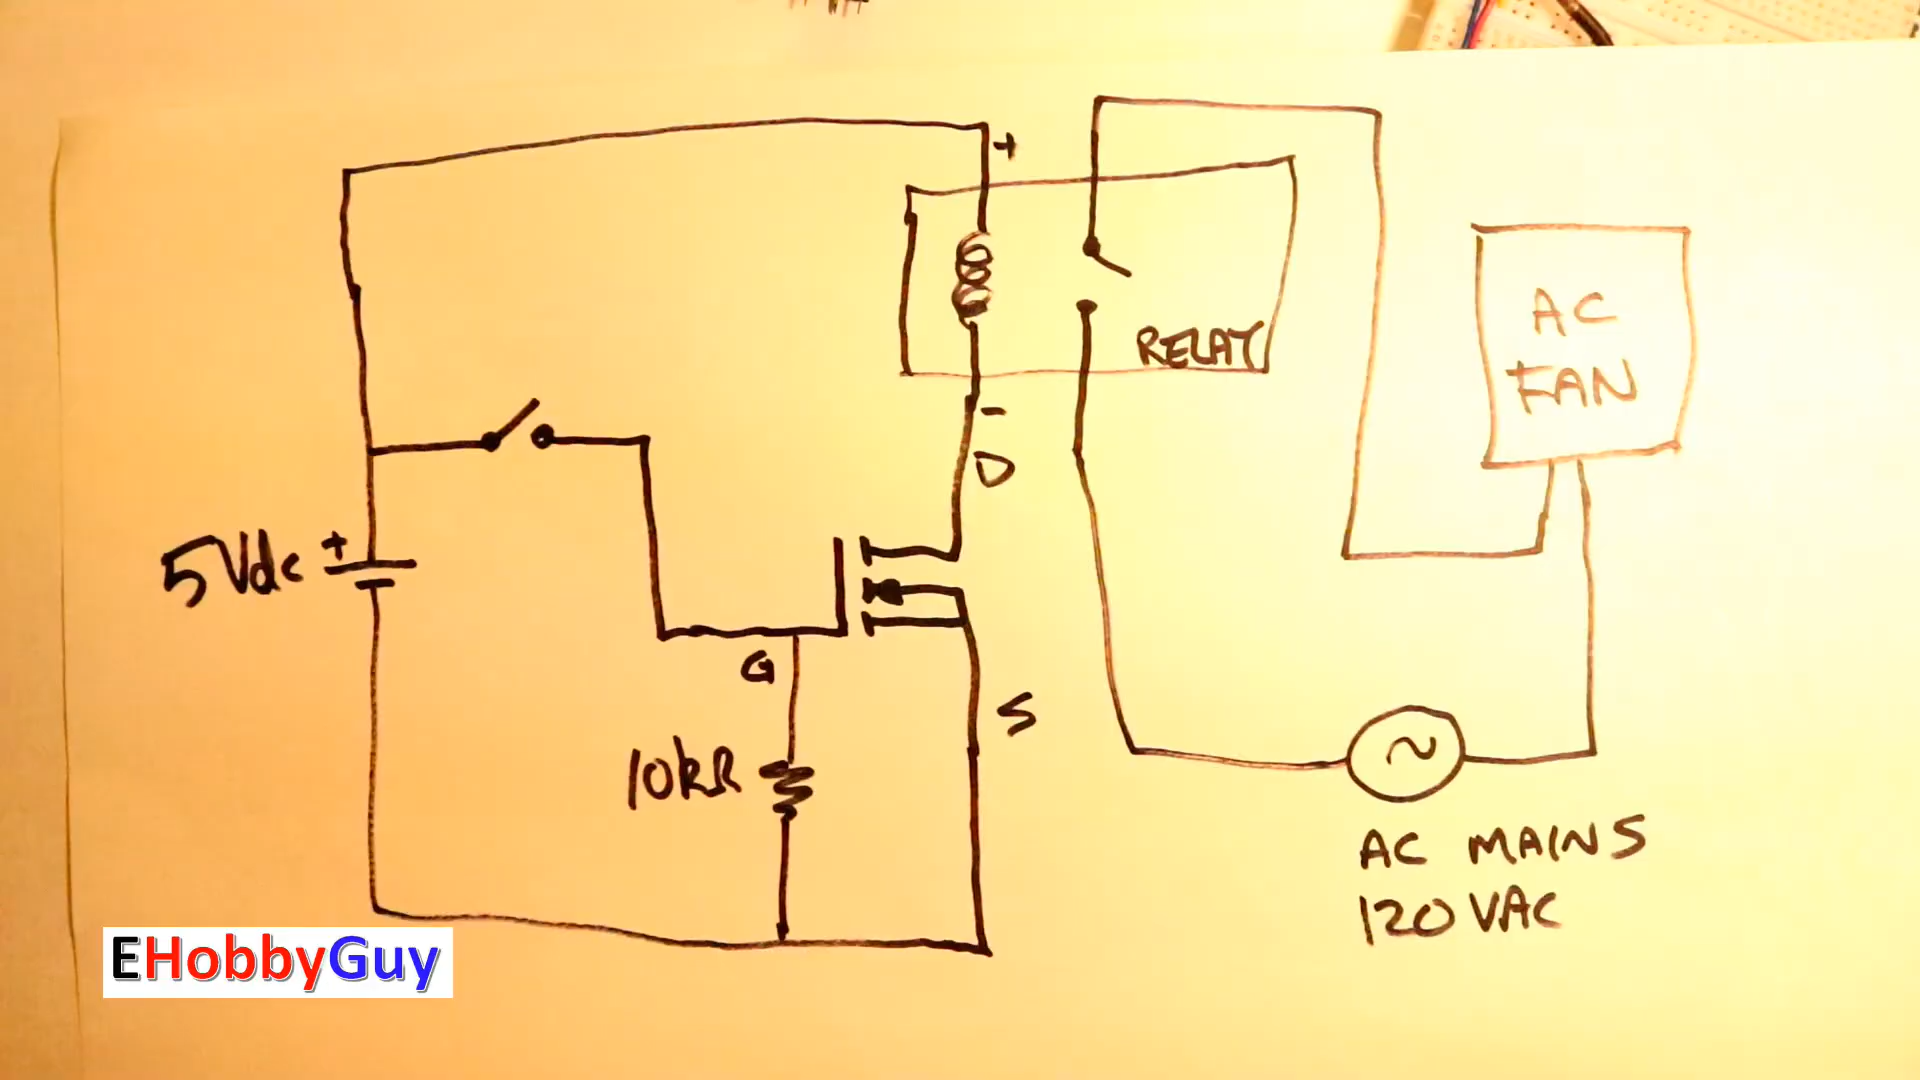 +
RELAY
AC
FAN
-
D
5Vdc +
G
S
10kΩ
~
AC MAINS
120 VAC
EHobbyGuy